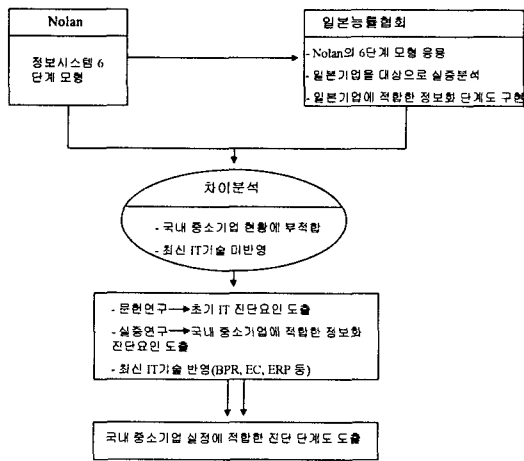 Nolan
정보시스템 6
단계 모형
일본능률협회
- Nolan의 6단계 모형 응용
- 일본기업을 대상으로 실증분석
- 일본기업에 적합한 정보화 단계도 구현
차이분석
- 국내 중소기업 현황에 부적합
- 최신 IT기술 미반영
- 문헌연구→초기 IT 진단요인 도출
- 실증연구→국내 중소기업에 적합한 정보화
진단요인 도출
- 최신 IT기술 반영(BPR, EC, ERP 등)
국내 중소기업 실정에 적합한 진단 단계도 도출